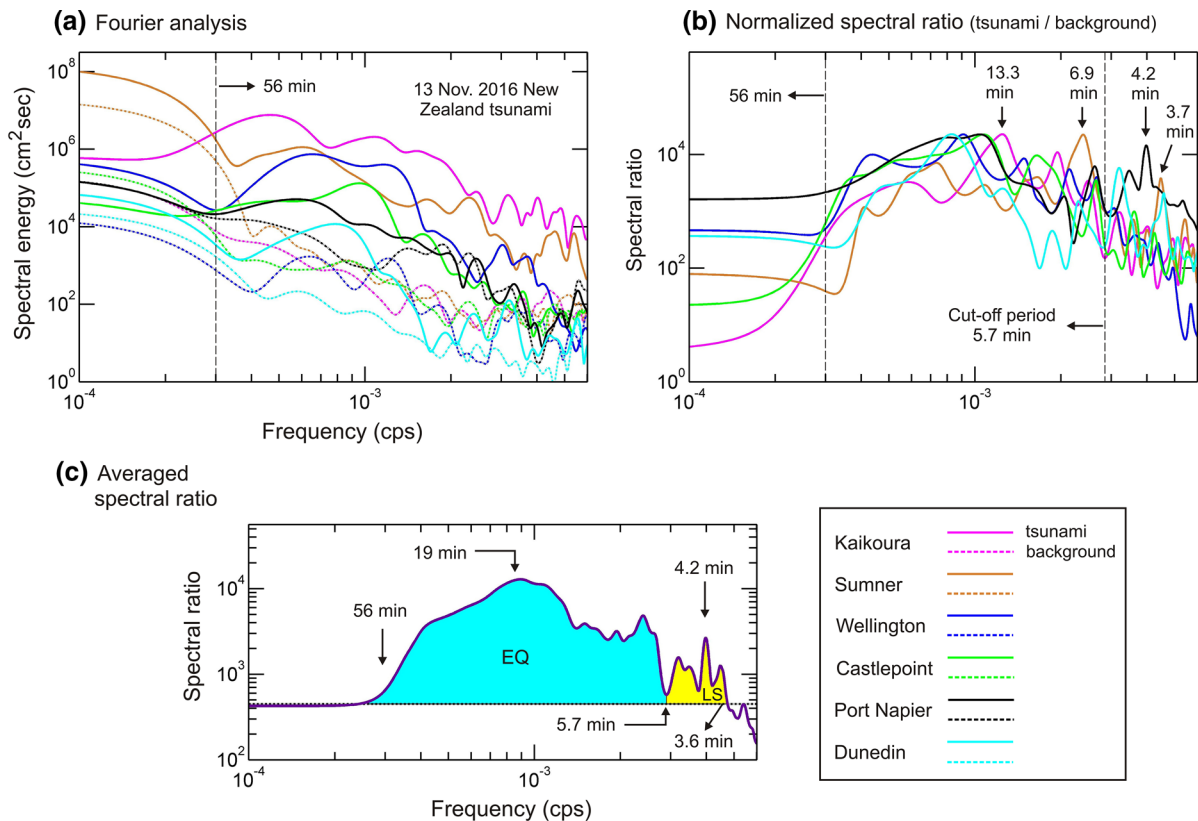 (a) Fourier analysis
10^8
10^6
10^4
10^2
10^0
Spectral energy (cm^2sec)
56 min
13 Nov. 2016 New
Zealand tsunami
10^-4
10^-3
Frequency (cps)
(b) Normalized spectral ratio (tsunami / background)
10^4
10^2
10^0
Spectral ratio
56 min
13.3
min
6.9
min
4.2
min
3.7
min
Cut-off period
5.7 min
10^-4
10^-3
Frequency (cps)
(c) Averaged
spectral ratio
10^4
10^3
10^2
Spectral ratio
56 min
19 min
4.2 min
EQ
LS
5.7 min
3.6 min
10^-4
10^-3
Frequency (cps)
Kaikoura
tsunami
background
Sumner
Wellington
Castlepoint
Port Napier
Dunedin